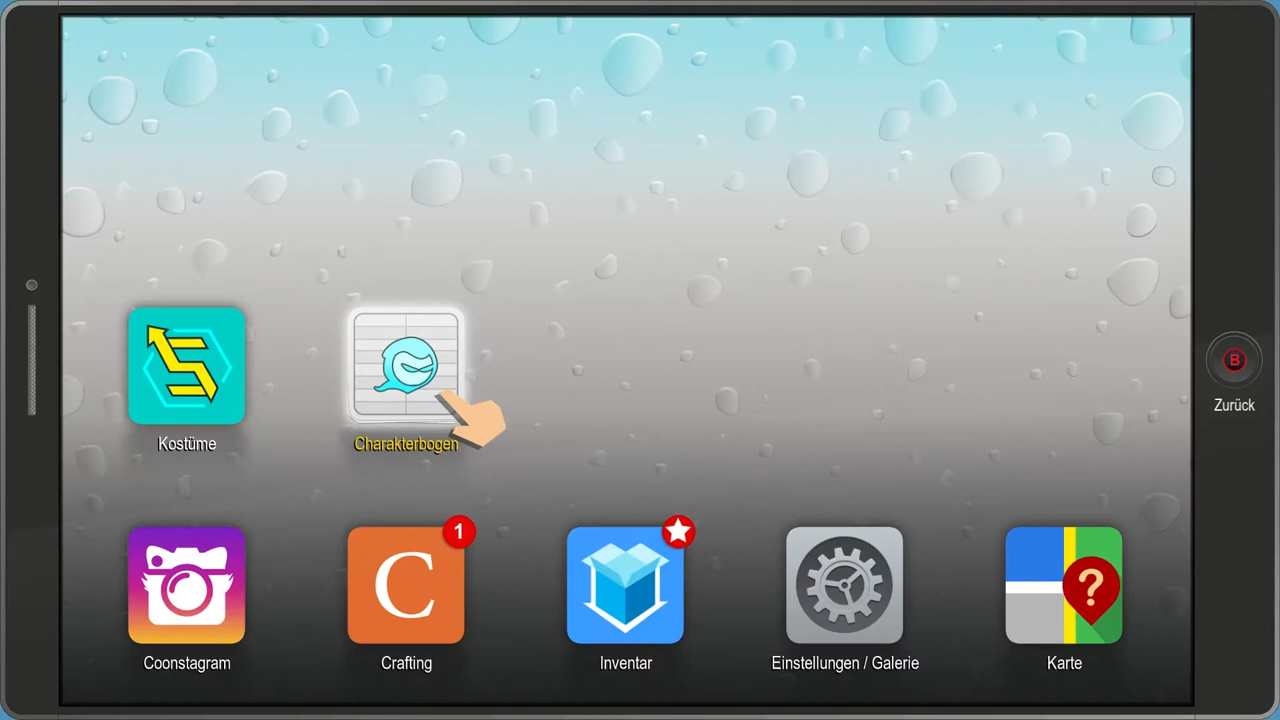 B
Zurück
Kostüme
Charakterbogen
1
C
?
Coonstagram
Crafting
Inventar
Einstellungen / Galerie
Karte